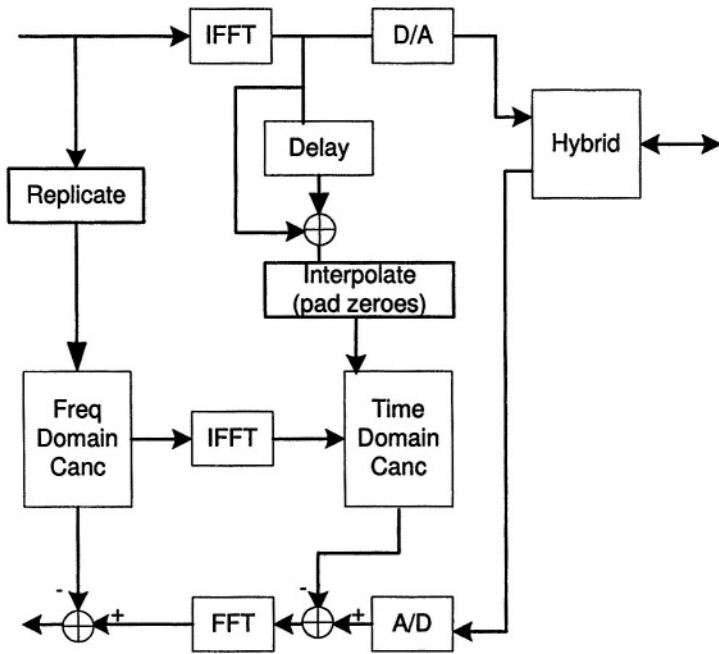 IFFT
D/A
Hybrid
Delay
Replicate
Interpolate
(pad zeroes)
Freq
Domain
Canc
IFFT
Time
Domain
Canc
-
-
+
FFT
+
A/D